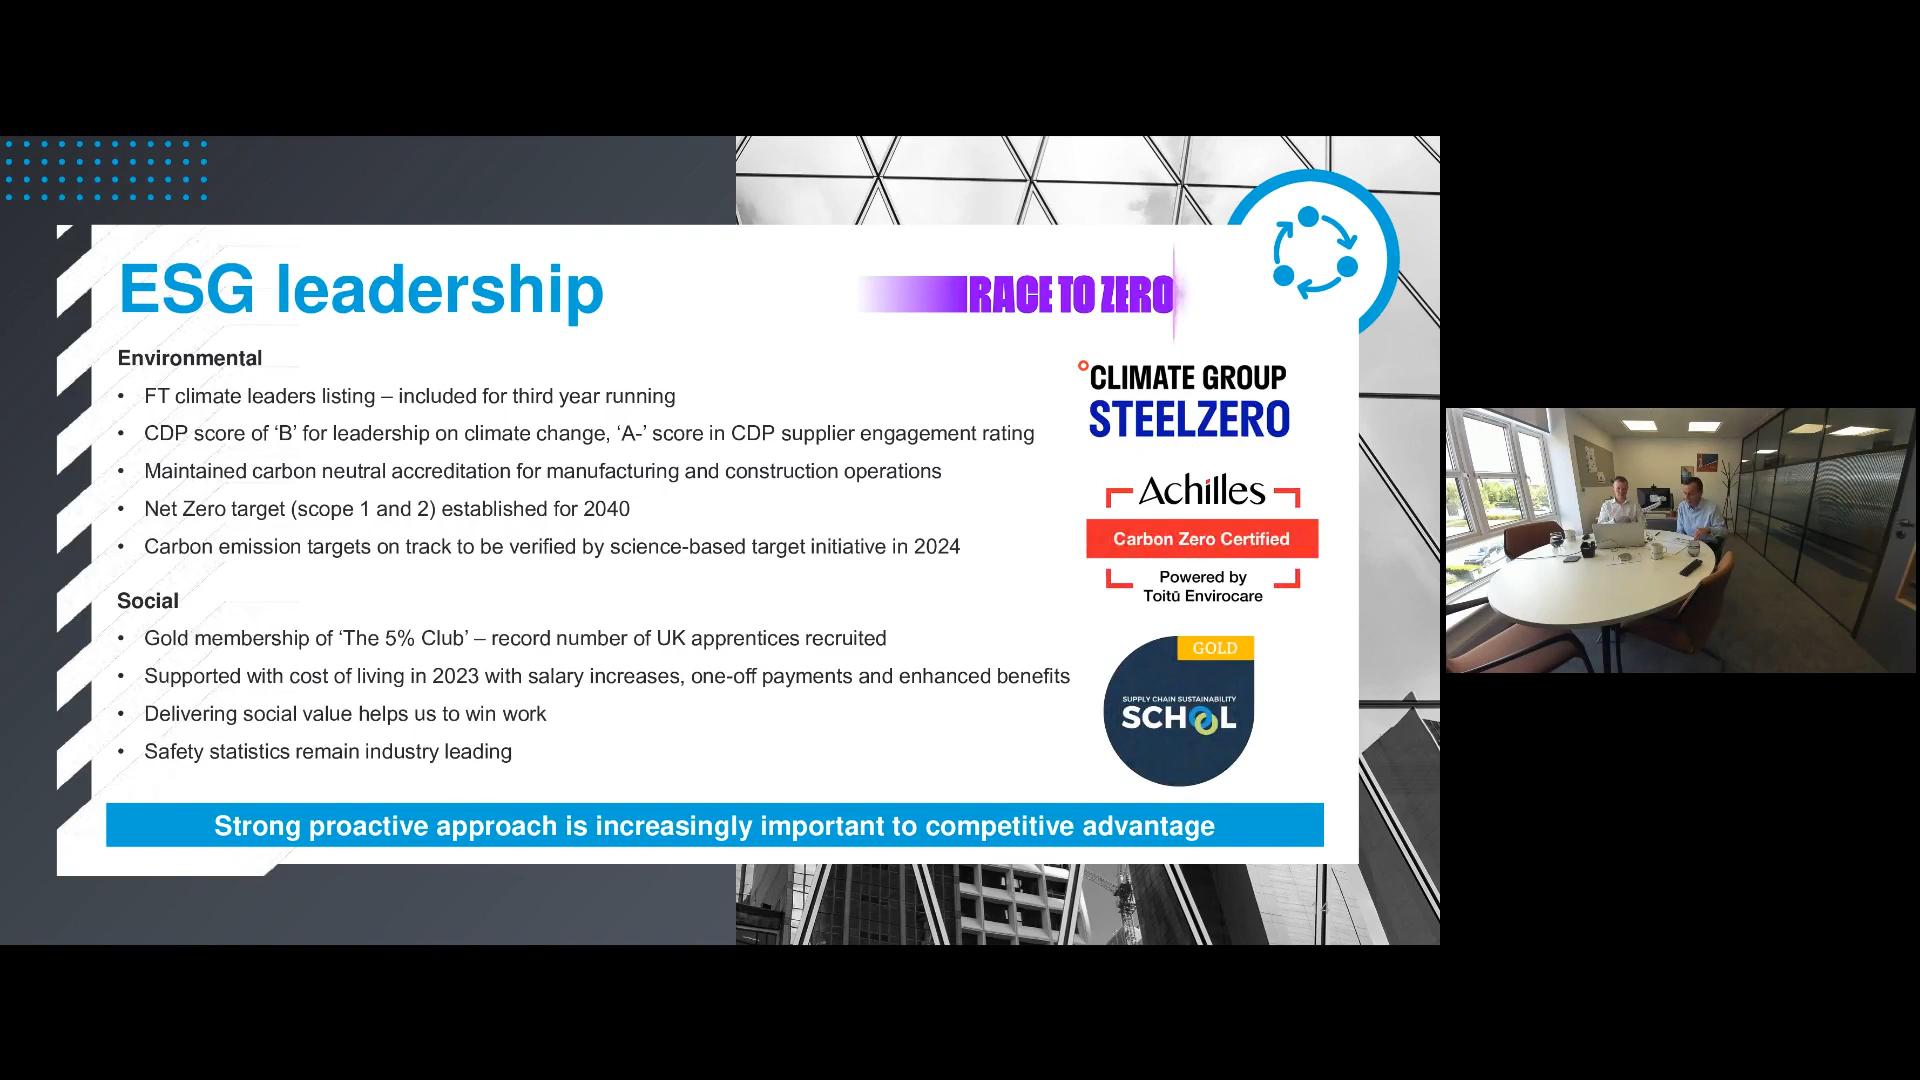 ESG leadership
RACE TO ZERO
Environmental
• FT climate leaders listing – included for third year running
• CDP score of ‘B’ for leadership on climate change, ‘A-’ score in CDP supplier engagement rating
• Maintained carbon neutral accreditation for manufacturing and construction operations
• Net Zero target (scope 1 and 2) established for 2040
• Carbon emission targets on track to be verified by science-based target initiative in 2024
Social
• Gold membership of ‘The 5% Club’ – record number of UK apprentices recruited
• Supported with cost of living in 2023 with salary increases, one-off payments and enhanced benefits
• Delivering social value helps us to win work
• Safety statistics remain industry leading
°CLIMATE GROUP
STEELZERO
Achilles
Carbon Zero Certified
Powered by
Toitū Envirocare
GOLD
SUPPLY CHAIN SUSTAINABILITY
SCHOOL
Strong proactive approach is increasingly important to competitive advantage